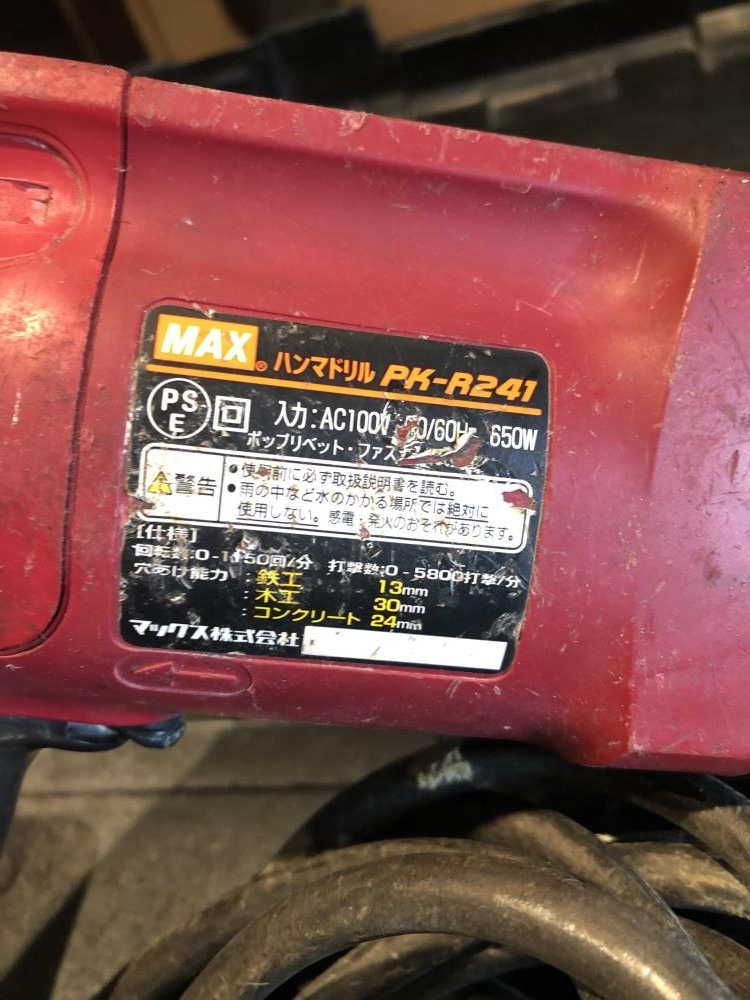 MAX® ハンマドリル PK-R241
PS E 入力:AC100V 50/60Hz 650W
ポップリベット・ファス
警告
・使用前に必ず取扱説明書を読む。
・雨の中など水のかかる場所では絶対に
使用しない。感電・発火のおそれがあります。
[仕様]
回転数:0-1150回/分 打撃数:0-5800打撃/分
穴あけ能力:鉄工 13mm
:木工 30mm
:コンクリート 24mm
マックス株式会社